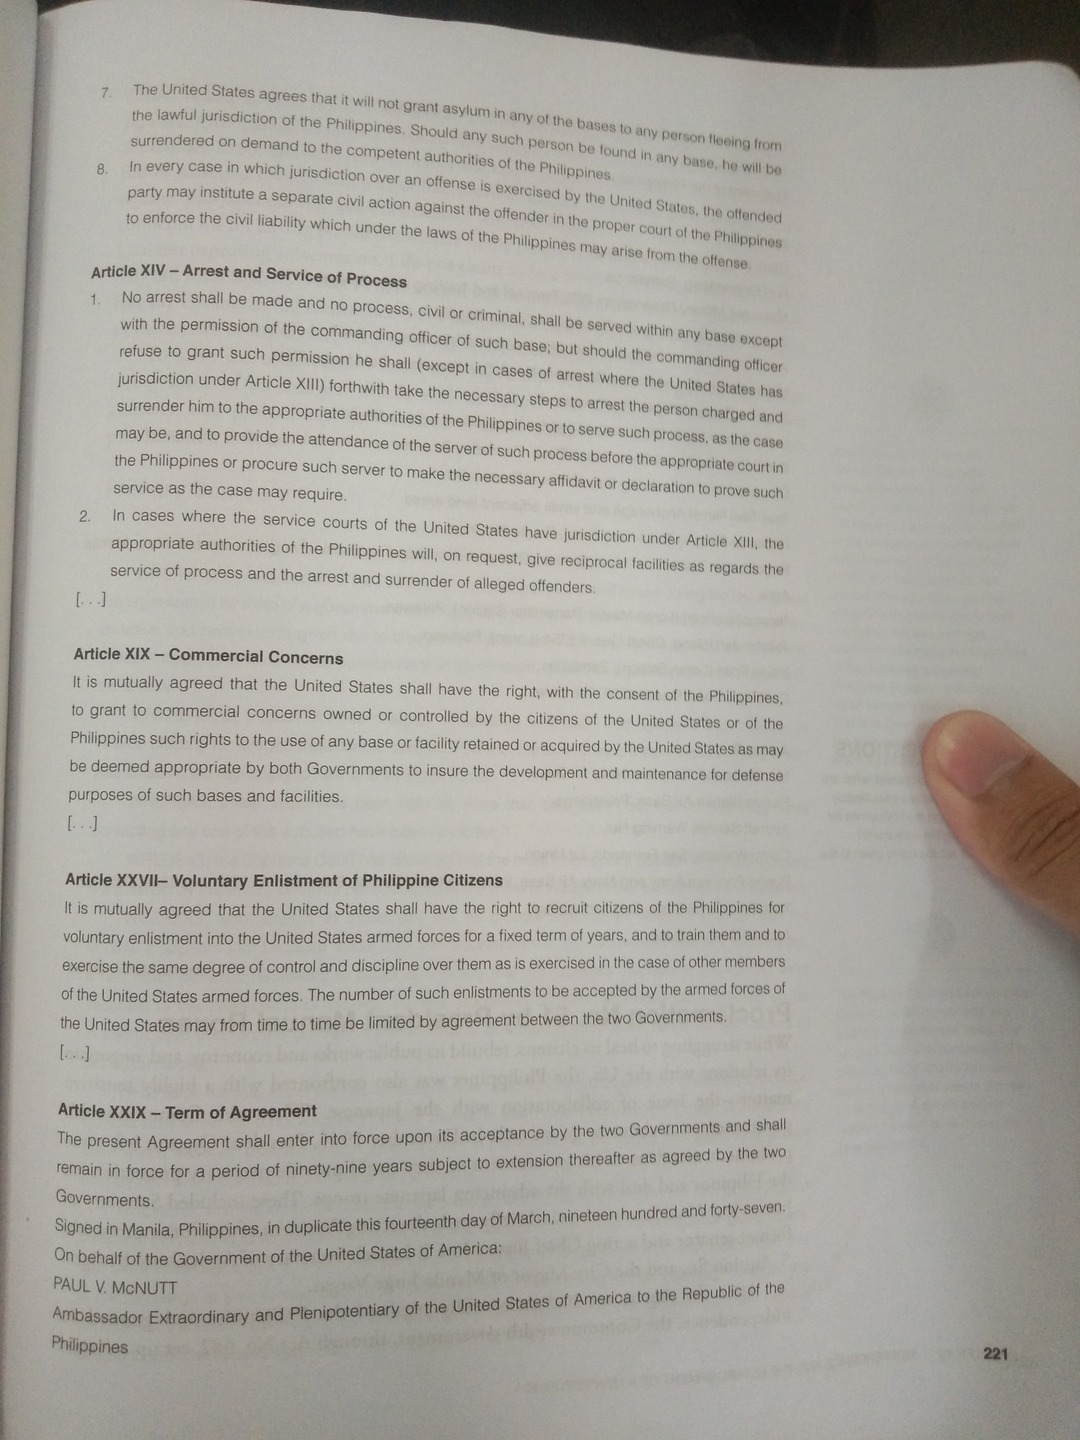 7. The United States agrees that it will not grant asylum in any of the bases to any person fleeing from
the lawful jurisdiction of the Philippines. Should any such person be found in any base, he will be
surrendered on demand to the competent authorities of the Philippines.
8. In every case in which jurisdiction over an offense is exercised by the United States, the offended
party may institute a separate civil action against the offender in the proper court of the Philippines
to enforce the civil liability which under the laws of the Philippines may arise from the offense.
Article XIV – Arrest and Service of Process
1. No arrest shall be made and no process, civil or criminal, shall be served within any base except
with the permission of the commanding officer of such base; but should the commanding officer
refuse to grant such permission he shall (except in cases of arrest where the United States has
jurisdiction under Article XIII) forthwith take the necessary steps to arrest the person charged and
surrender him to the appropriate authorities of the Philippines or to serve such process, as the case
may be, and to provide the attendance of the server of such process before the appropriate court in
the Philippines or procure such server to make the necessary affidavit or declaration to prove such
service as the case may require.
2. In cases where the service courts of the United States have jurisdiction under Article XIII, the
appropriate authorities of the Philippines will, on request, give reciprocal facilities as regards the
service of process and the arrest and surrender of alleged offenders.
[. . .]
Article XIX – Commercial Concerns
It is mutually agreed that the United States shall have the right, with the consent of the Philippines,
to grant to commercial concerns owned or controlled by the citizens of the United States or of the
Philippines such rights to the use of any base or facility retained or acquired by the United States as may
be deemed appropriate by both Governments to insure the development and maintenance for defense
purposes of such bases and facilities.
[. . .]
Article XXVII– Voluntary Enlistment of Philippine Citizens
It is mutually agreed that the United States shall have the right to recruit citizens of the Philippines for
voluntary enlistment into the United States armed forces for a fixed term of years, and to train them and to
exercise the same degree of control and discipline over them as is exercised in the case of other members
of the United States armed forces. The number of such enlistments to be accepted by the armed forces of
the United States may from time to time be limited by agreement between the two Governments.
[. . .]
Article XXIX – Term of Agreement
The present Agreement shall enter into force upon its acceptance by the two Governments and shall
remain in force for a period of ninety-nine years subject to extension thereafter as agreed by the two
Governments.
Signed in Manila, Philippines, in duplicate this fourteenth day of March, nineteen hundred and forty-seven.
On behalf of the Government of the United States of America:
PAUL V. McNUTT
Ambassador Extraordinary and Plenipotentiary of the United States of America to the Republic of the
Philippines
221